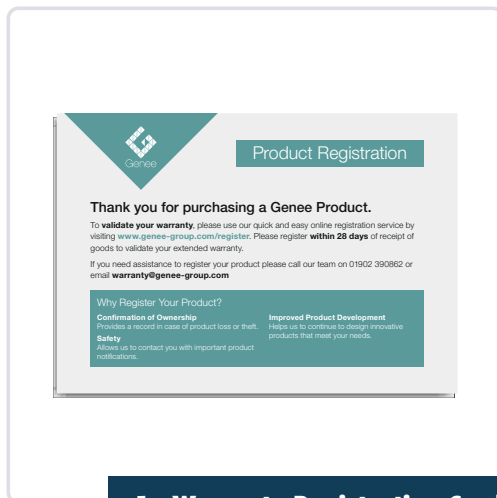 Genee
Product Registration
Thank you for purchasing a Genee Product.
To validate your warranty, please use our quick and easy online registration service by
visiting www.genee-group.com/register. Please register within 28 days of receipt of
goods to validate your extended warranty.
If you need assistance to register your product please call our team on 01902 390862 or
email warranty@genee-group.com
Why Register Your Product?
Confirmation of Ownership
Provides a record in case of product loss or theft.
Safety
Allows us to contact you with important product
notifications.
Improved Product Development
Helps us to continue to design innovative
products that meet your needs.